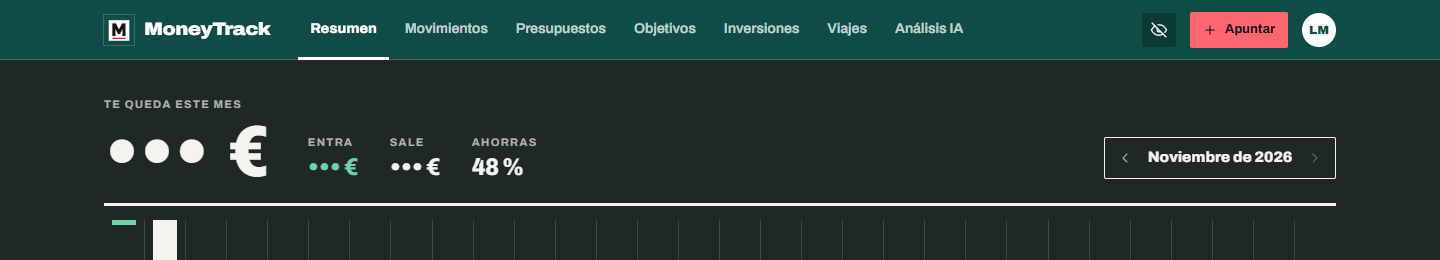 M MoneyTrack Resumen Movimientos Presupuestos Objetivos Inversiones Viajes Análisis IA + Apuntar LM
TE QUEDA ESTE MES
••• €
ENTRA SALE AHORRAS
••• € ••• € 48 %
‹ Noviembre de 2026 ›